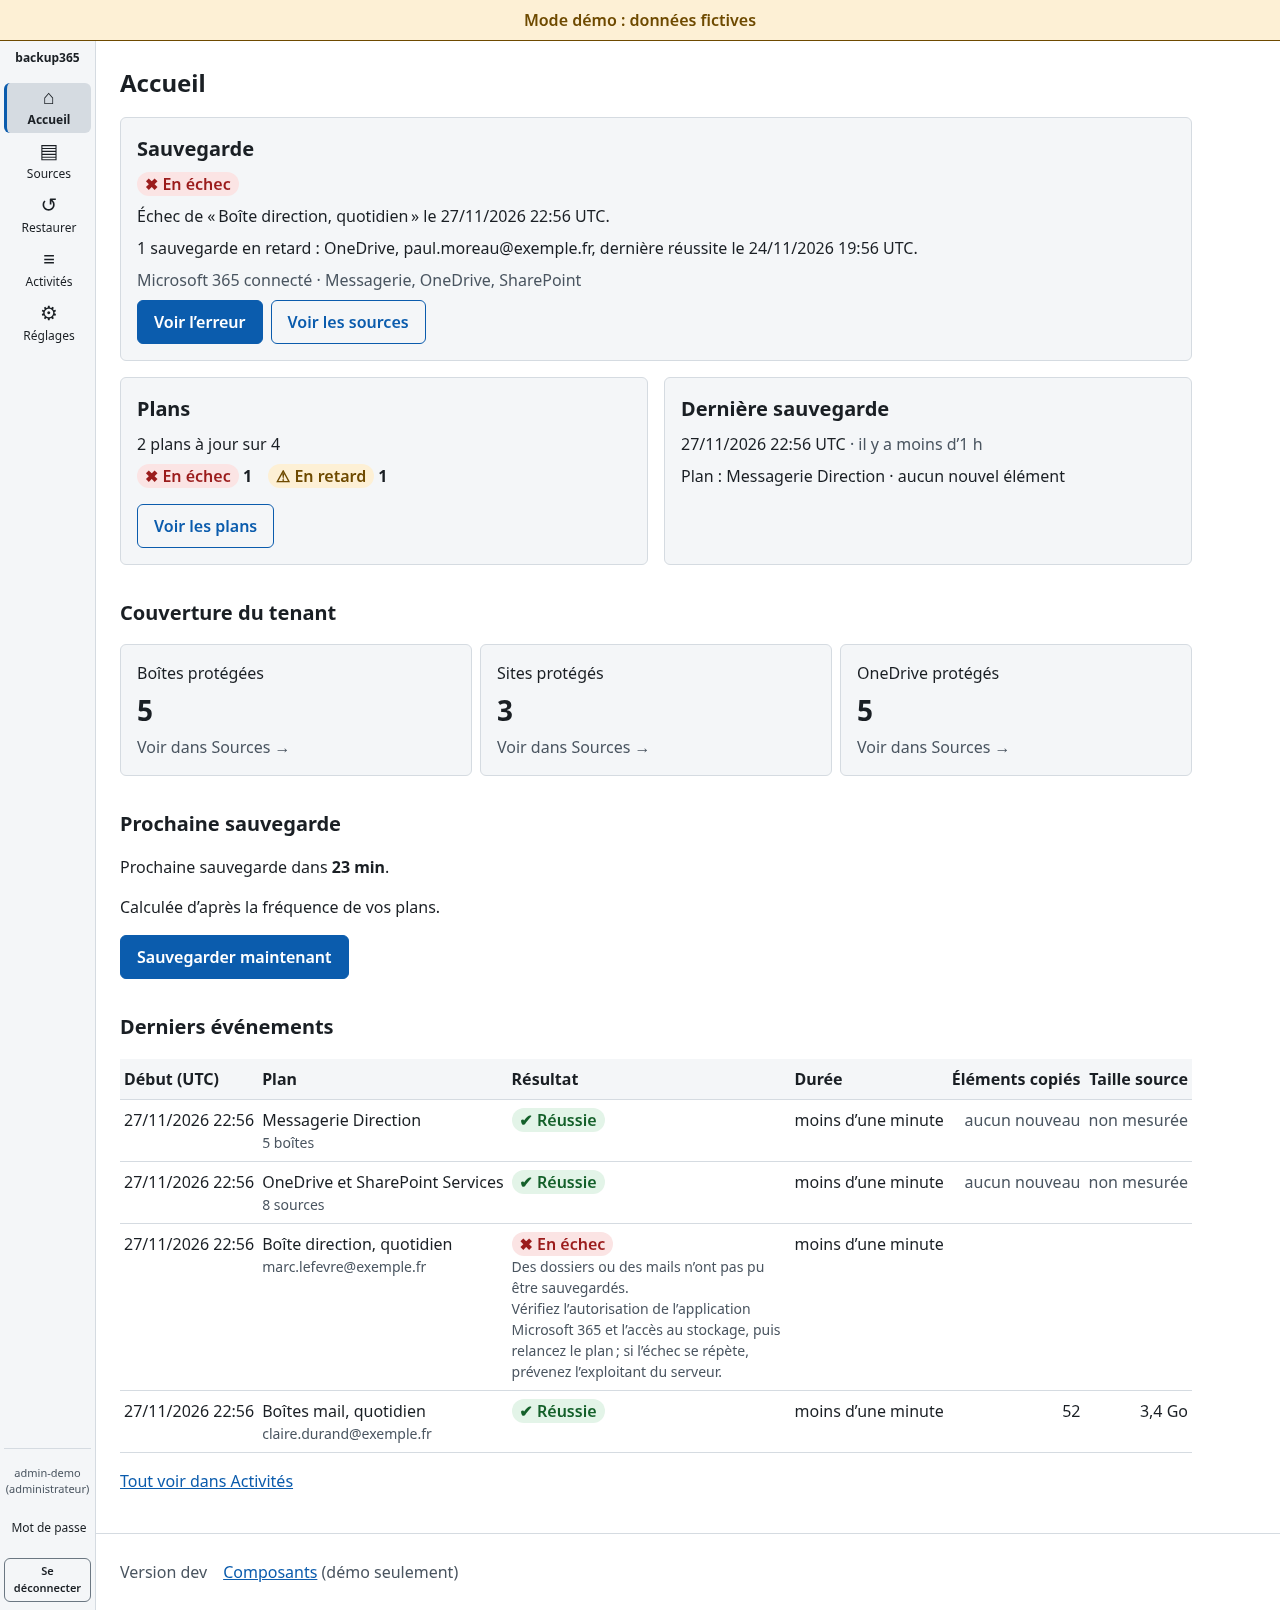 Mode démo : données fictives
backup365
Accueil
Sources
Restaurer
Activités
Réglages
admin-demo
(administrateur)
Mot de passe
Se
déconnecter
Accueil
Sauvegarde
✖ En échec
Échec de « Boîte direction, quotidien » le 27/11/2026 22:56 UTC.
1 sauvegarde en retard : OneDrive, paul.moreau@exemple.fr, dernière réussite le 24/11/2026 19:56 UTC.
Microsoft 365 connecté · Messagerie, OneDrive, SharePoint
Voir l’erreur
Voir les sources
Plans
2 plans à jour sur 4
✖ En échec 1 ⚠ En retard 1
Voir les plans
Dernière sauvegarde
27/11/2026 22:56 UTC · il y a moins d’1 h
Plan : Messagerie Direction · aucun nouvel élément
Couverture du tenant
Boîtes protégées
5
Voir dans Sources →
Sites protégés
3
Voir dans Sources →
OneDrive protégés
5
Voir dans Sources →
Prochaine sauvegarde
Prochaine sauvegarde dans 23 min.
Calculée d’après la fréquence de vos plans.
Sauvegarder maintenant
Derniers événements
Début (UTC) Plan Résultat Durée Éléments copiés Taille source
27/11/2026 22:56 Messagerie Direction ✔ Réussie moins d’une minute aucun nouveau non mesurée
5 boîtes
27/11/2026 22:56 OneDrive et SharePoint Services ✔ Réussie moins d’une minute aucun nouveau non mesurée
8 sources
27/11/2026 22:56 Boîte direction, quotidien ✖ En échec moins d’une minute
marc.lefevre@exemple.fr
Des dossiers ou des mails n’ont pas pu
être sauvegardés.
Vérifiez l’autorisation de l’application
Microsoft 365 et l’accès au stockage, puis
relancez le plan ; si l’échec se répète,
prévenez l’exploitant du serveur.
27/11/2026 22:56 Boîtes mail, quotidien ✔ Réussie moins d’une minute 52 3,4 Go
claire.durand@exemple.fr
Tout voir dans Activités
Version dev Composants (démo seulement)